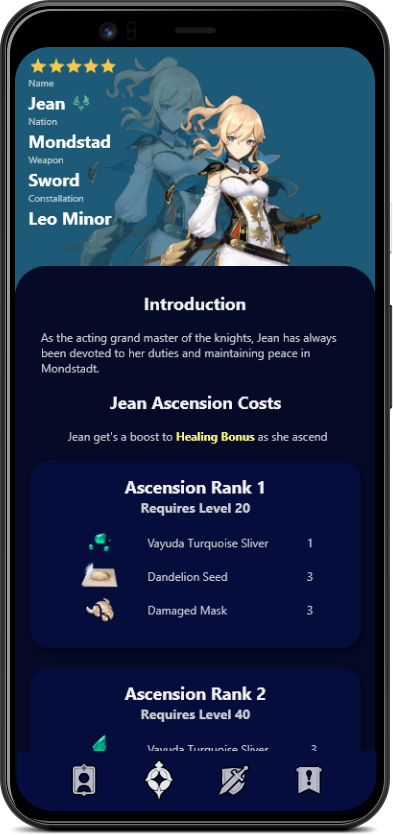 Name
Jean
Nation
Mondstad
Weapon
Sword
Constallation
Leo Minor
Introduction
As the acting grand master of the knights, Jean has always
been devoted to her duties and maintaining peace in
Mondstadt.
Jean Ascension Costs
Jean get's a boost to Healing Bonus as she ascend
Ascension Rank 1
Requires Level 20
Vayuda Turquoise Sliver 1
Dandelion Seed 3
Damaged Mask 3
Ascension Rank 2
Requires Level 40
Vayuda Turquoise Sliver 3